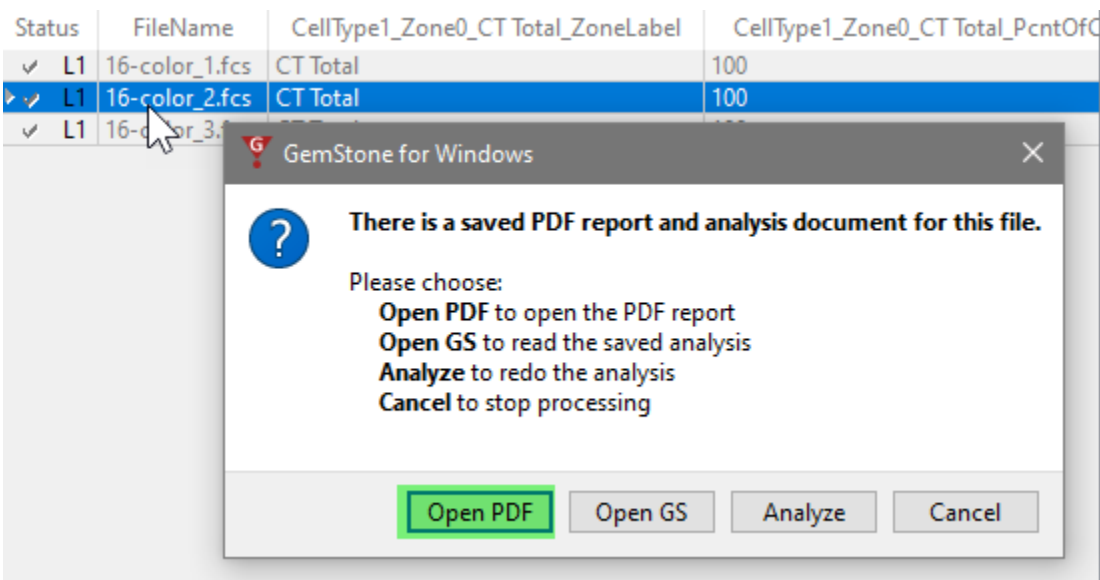 Status FileName CellType1_Zone0_CT Total_ZoneLabel CellType1_Zone0_CT Total_PcntOfC
L1 16-color_1.fcs CT Total 100
L1 16-color_2.fcs CT Total 100
L1 16-color_3.
G GemStone for Windows
There is a saved PDF report and analysis document for this file.
Please choose:
Open PDF to open the PDF report
Open GS to read the saved analysis
Analyze to redo the analysis
Cancel to stop processing
Open PDF Open GS Analyze Cancel